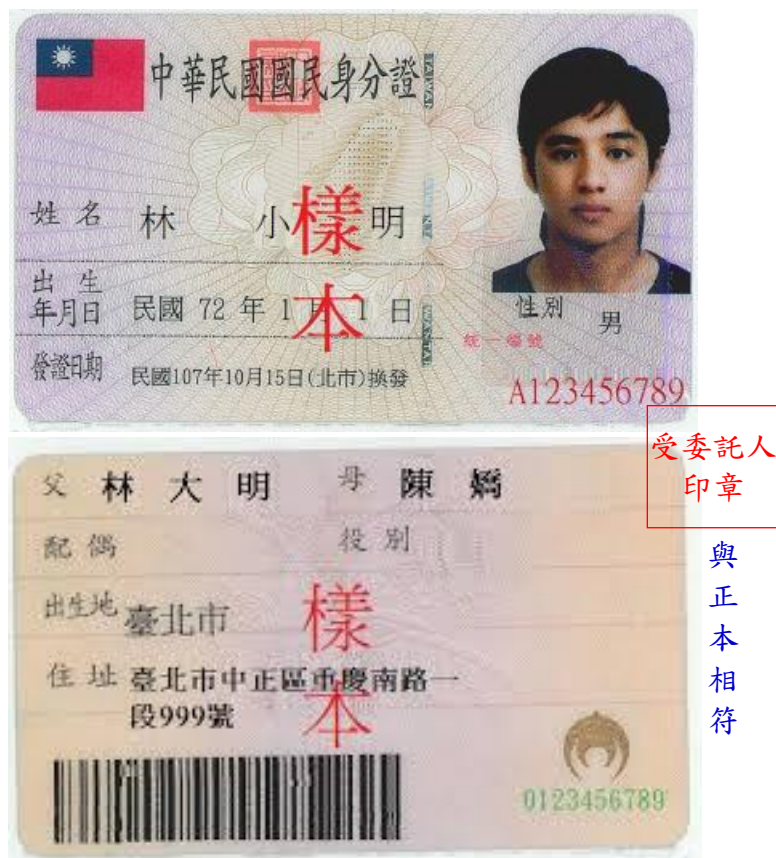 中華民國國民身分證
姓名 林 小 明
出生年月日 民國 72 年 1 月 1 日
性別 男
發證日期 民國107年10月15日(北市)換發
統一編號
A123456789
樣本
父 林 大 明 母 陳 嬌
配偶 役別
出生地 臺北市
住址 臺北市中正區重慶南路一
段999號
樣本
0123456789
受委託人
印章
與正本相符